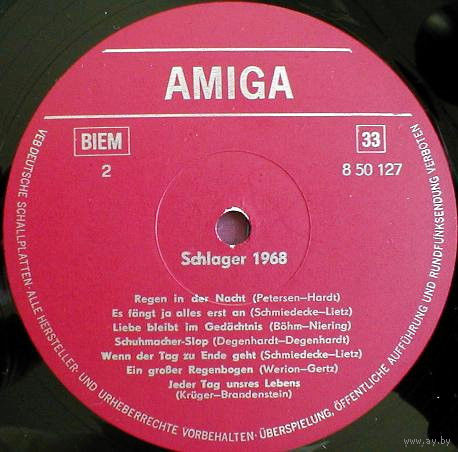 AMIGA
BIEM
33
2
8 50 127
Schlager 1968
Regen in der Nacht (Petersen—Hardt)
Es fängt ja alles erst an (Schmiedecke—Lietz)
Liebe bleibt im Gedächtnis (Böhm—Niering)
Schuhmacher-Slop (Degenhardt—Degenhardt)
Wenn der Tag zu Ende geht (Schmiedecke—Lietz)
Ein großer Regenbogen (Werion—Gertz)
Jeder Tag unsres Lebens
(Krüger—Brandenstein)
VEB DEUTSCHE SCHALLPLATTEN · ALLE HERSTELLER- UND URHEBERRECHTE VORBEHALTEN · ÜBERSPIELUNG, ÖFFENTLICHE AUFFÜHRUNG UND RUNDFUNKSENDUNG VERBOTEN
www.ay.by